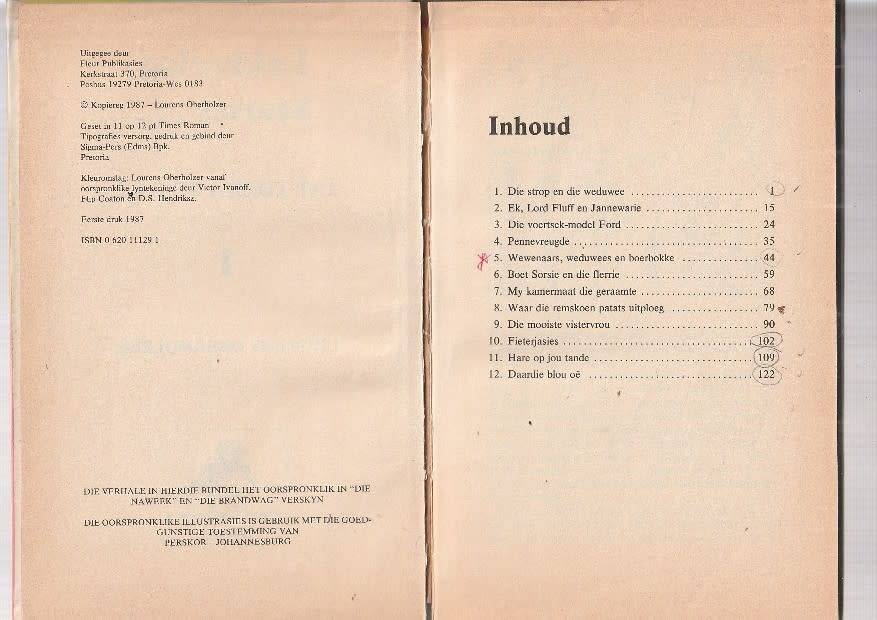 Uitgegee deur
Fleur Publikasies
Kerkstraat 370, Pretoria
Posbus 19279 Pretoria-Wes 0183
© Kopiereg 1987 – Lourens Oberholzer
Geset in 11 op 12 pt Times Roman
Tipografies versorg, gedruk en gebind deur
Sigma-Pers (Edms) Bpk.
Pretoria
Kleuromslag: Lourens Oberholzer vanaf
oorspronklike lyntekeninge deur Victor Ivanoff.
Flip Coaton en D.S. Hendriksz.
Eerste druk 1987
ISBN 0 620 11129 1
DIE VERHALE IN HIERDIE BUNDEL HET OORSPRONKLIK IN "DIE
NAWEEK" EN "DIE BRANDWAG" VERSKYN
DIE OORSPRONKLIKE ILLUSTRASIES IS GEBRUIK MET DIE GOED-
GUNSTIGE TOESTEMMING VAN
PERSKOR JOHANNESBURG
Inhoud
1. Die strop en die weduwee ........................ 1
2. Ek, Lord Fluff en Jannewarie ..................... 15
3. Die voertsek-model Ford ......................... 24
4. Pennevreugde ................................... 35
5. Wewenaars, weduwees en boerbokke .............. 44
6. Boet Sorsie en die flerrie .......................... 59
7. My kamermaat die geraamte ...................... 68
8. Waar die remskoen patats uitploeg ................ 79
9. Die mooiste vistervrou ........................... 90
10. Fieterjasies .................................... 102
11. Hare op jou tande .............................. 109
12. Daardie blou oë ............................... 122